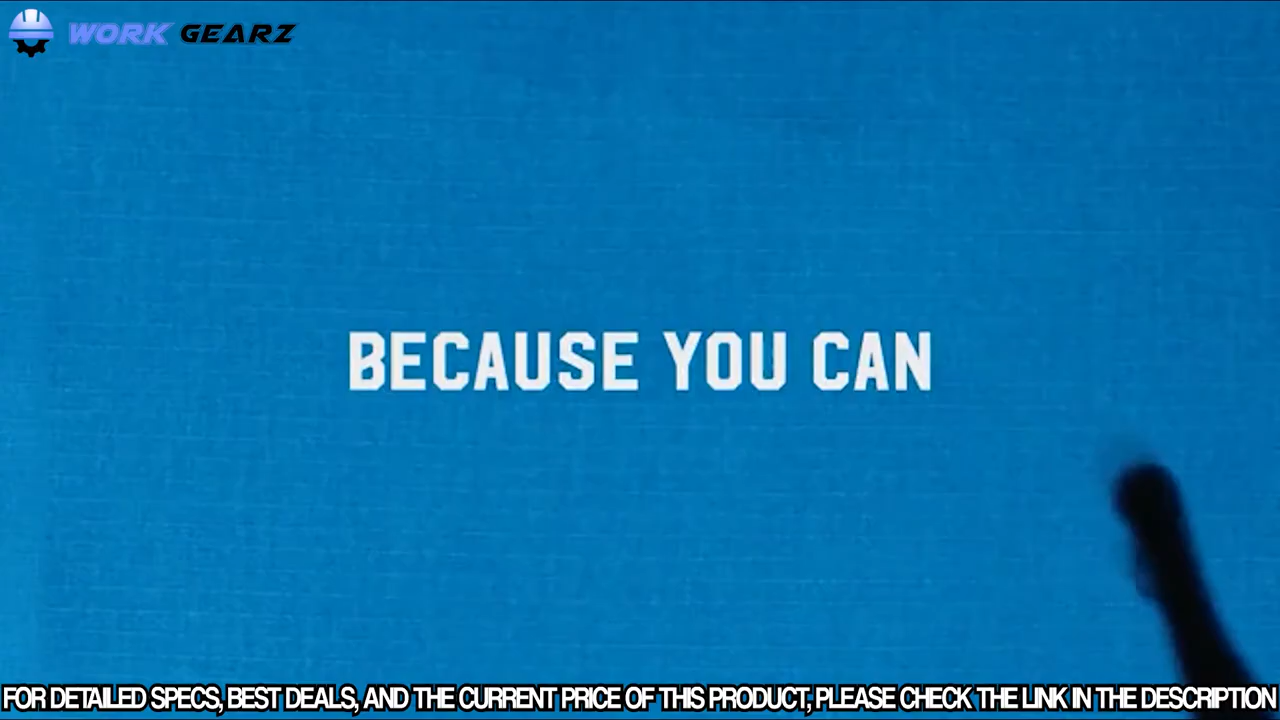 WORK GEARZ
BECAUSE YOU CAN
FOR DETAILED SPECS, BEST DEALS, AND THE CURRENT PRICE OF THIS PRODUCT, PLEASE CHECK THE LINK IN THE DESCRIPTION